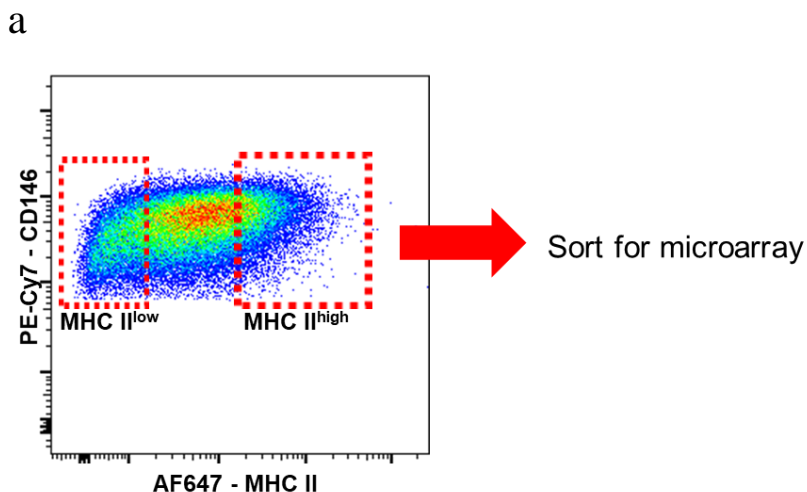 a
PE-Cy7 - CD146
MHC II^low
MHC II^high
Sort for microarray
AF647 - MHC II